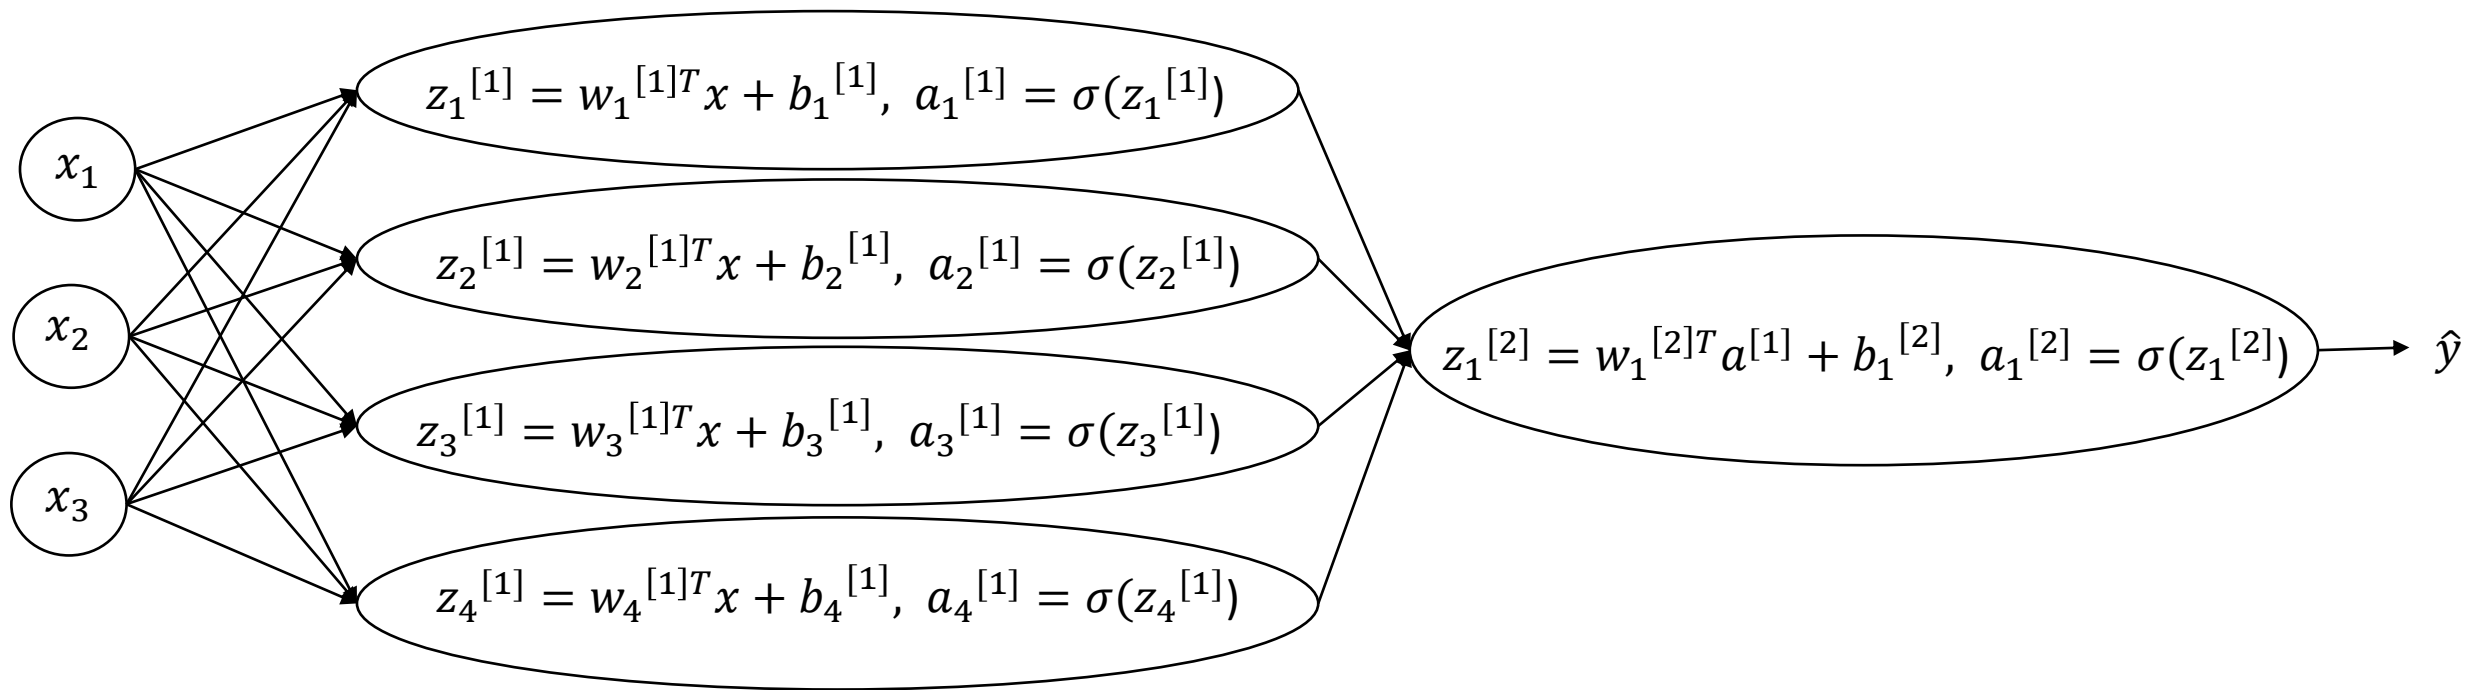 x₁
x₂
x₃
z₁^[1] = w₁^[1]T x + b₁^[1], a₁^[1] = σ(z₁^[1])
z₂^[1] = w₂^[1]T x + b₂^[1], a₂^[1] = σ(z₂^[1])
z₃^[1] = w₃^[1]T x + b₃^[1], a₃^[1] = σ(z₃^[1])
z₄^[1] = w₄^[1]T x + b₄^[1], a₄^[1] = σ(z₄^[1])
z₁^[2] = w₁^[2]T a^[1] + b₁^[2], a₁^[2] = σ(z₁^[2])
ŷ